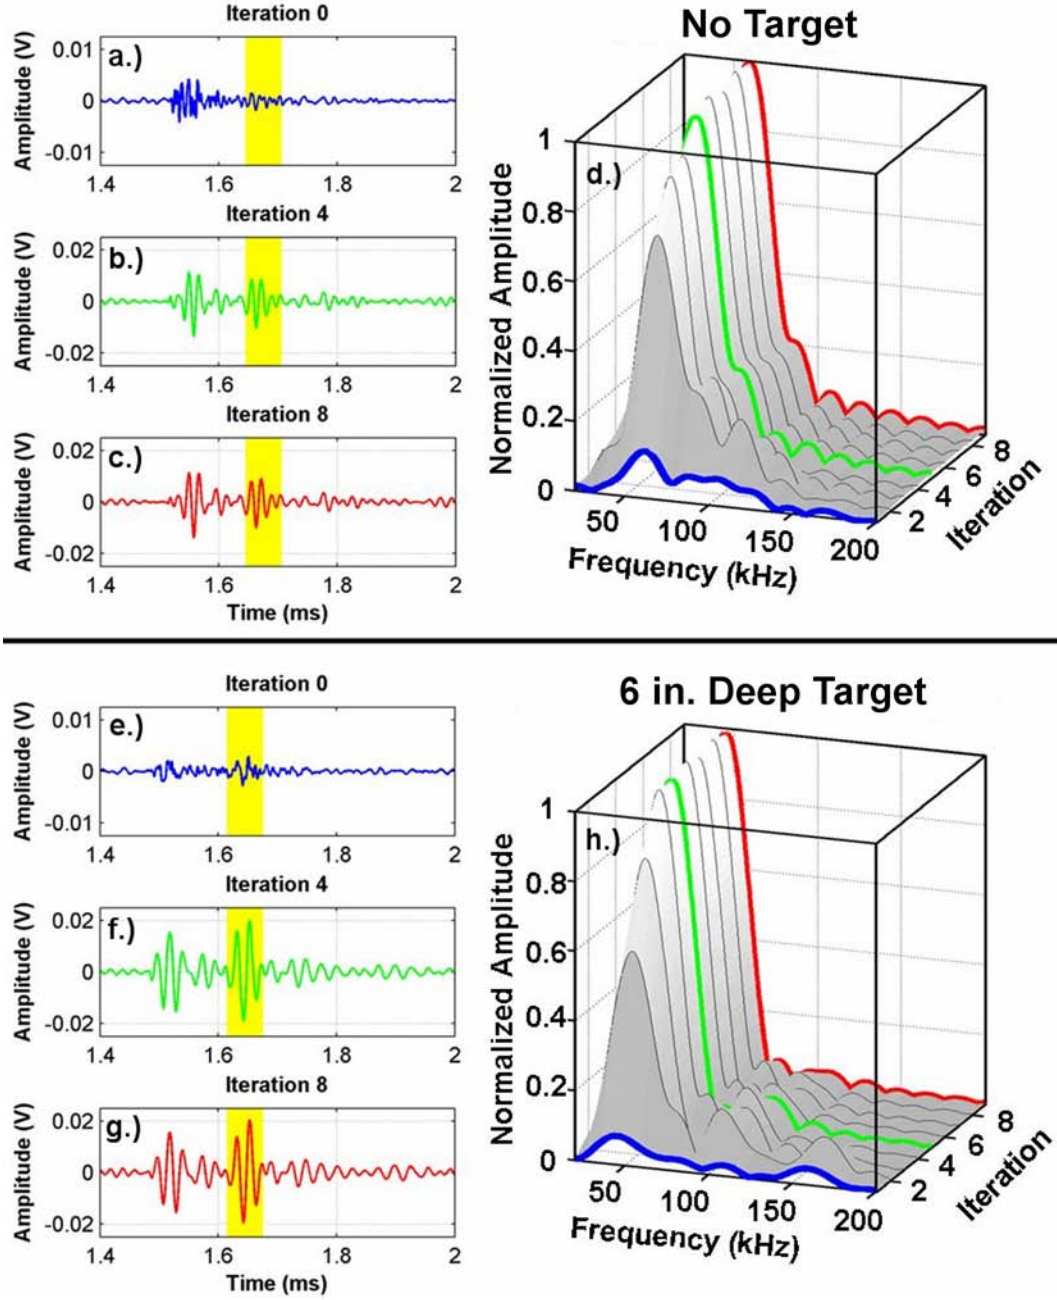 Iteration 0
Amplitude (V)
0.01
0
-0.01
a.)
1.4 1.6 1.8 2
Iteration 4
Amplitude (V)
0.02
0
-0.02
b.)
1.4 1.6 1.8 2
Iteration 8
Amplitude (V)
0.02
0
-0.02
c.)
1.4 1.6 1.8 2
Time (ms)
No Target
d.)
Normalized Amplitude
1
0.8
0.6
0.4
0.2
0
50 100 150 200
Frequency (kHz)
2 4 6 8
Iteration
Iteration 0
Amplitude (V)
0.01
0
-0.01
e.)
1.4 1.6 1.8 2
Iteration 4
Amplitude (V)
0.02
0
-0.02
f.)
1.4 1.6 1.8 2
Iteration 8
Amplitude (V)
0.02
0
-0.02
g.)
1.4 1.6 1.8 2
Time (ms)
6 in. Deep Target
h.)
Normalized Amplitude
1
0.8
0.6
0.4
0.2
0
50 100 150 200
Frequency (kHz)
2 4 6 8
Iteration